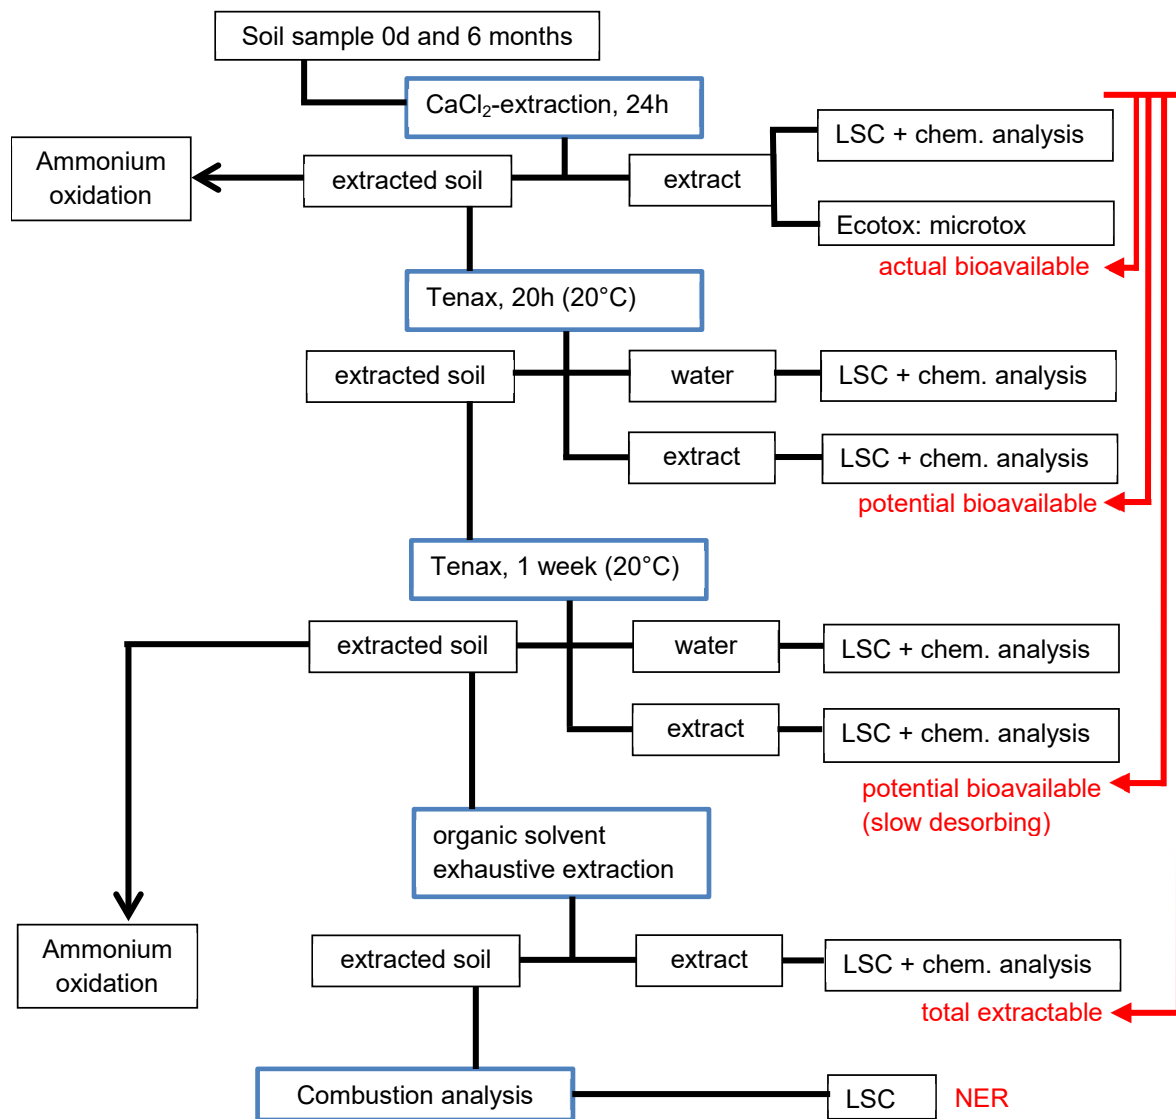 Soil sample 0d and 6 months
CaCl₂-extraction, 24h
LSC + chem. analysis
Ammonium
oxidation
extracted soil
extract
Ecotox: microtox
actual bioavailable
Tenax, 20h (20°C)
extracted soil
water
LSC + chem. analysis
extract
LSC + chem. analysis
potential bioavailable
Tenax, 1 week (20°C)
extracted soil
water
LSC + chem. analysis
extract
LSC + chem. analysis
potential bioavailable
(slow desorbing)
organic solvent
exhaustive extraction
Ammonium
oxidation
extracted soil
extract
LSC + chem. analysis
total extractable
Combustion analysis
LSC
NER